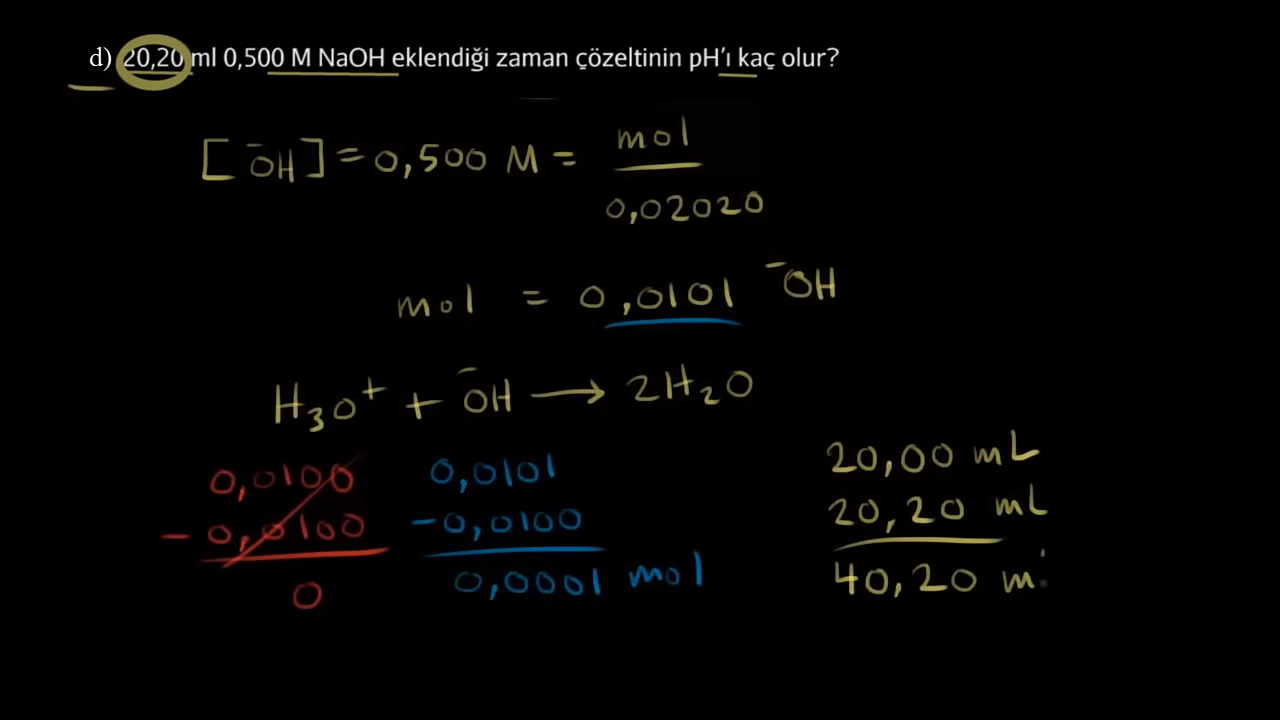 d) 20,20 ml 0,500 M NaOH eklendiği zaman çözeltinin pH'ı kaç olur?
[⁻OH] = 0,500 M = mol / 0,02020
mol = 0,0101 ⁻OH
H₃O⁺ + ⁻OH → 2H₂O
0,0100 0,0101 20,00 mL
- 0,0100 - 0,0100 20,20 mL
0 0,0001 mol 40,20 m